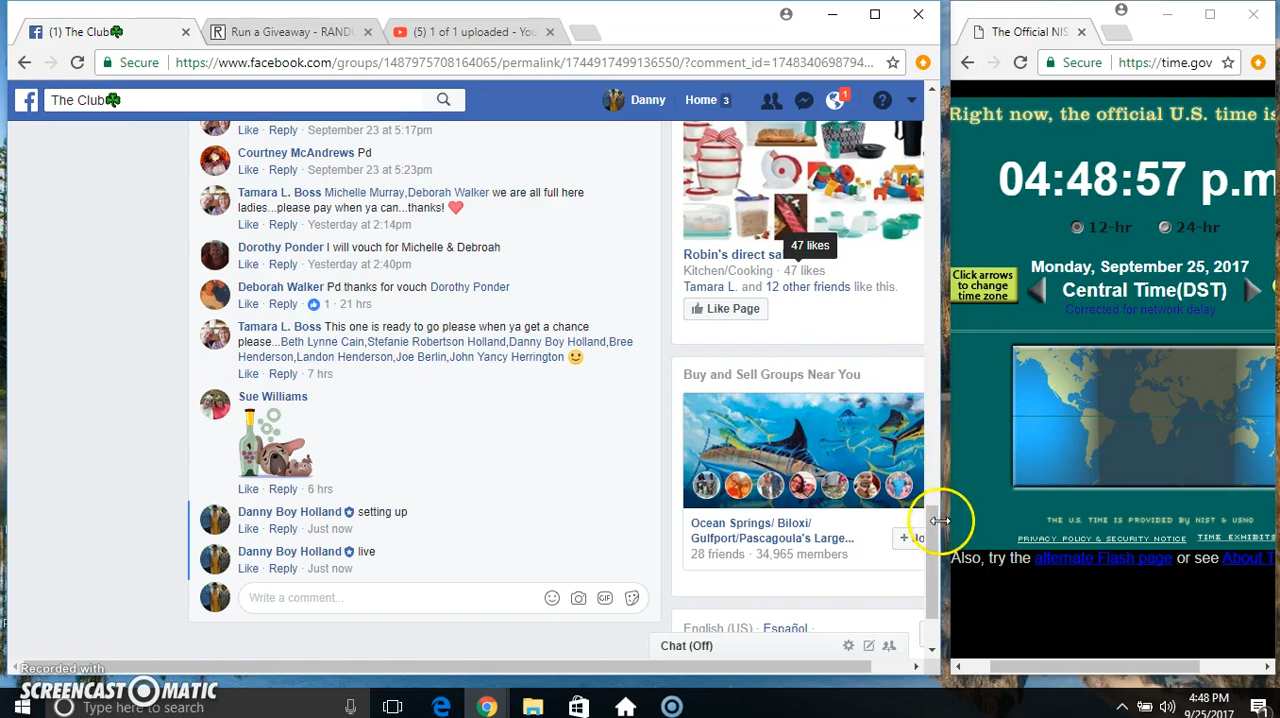 (1) The Club☘
Run a Giveaway - RAND
(5) 1 of 1 uploaded - You
The Official NIS
Secure
https://www.facebook.com/groups/1487975708164065/permalink/1744917499136550/?comment_id=1748340698794...
Secure
https://time.gov
The Club☘
Danny
Home 3
1
Like · Reply · September 23 at 5:17pm
Courtney McAndrews Pd
Like · Reply · September 23 at 5:23pm
Tamara L. Boss Michelle Murray,Deborah Walker we are all full here
ladies...please pay when ya can...thanks! ❤
Like · Reply · Yesterday at 2:14pm
Dorothy Ponder I will vouch for Michelle & Debroah
Like · Reply · Yesterday at 2:40pm
Deborah Walker Pd thanks for vouch Dorothy Ponder
Like · Reply · 1 · 21 hrs
Tamara L. Boss This one is ready to go please when ya get a chance
please...Beth Lynne Cain,Stefanie Robertson Holland,Danny Boy Holland,Bree
Henderson,Landon Henderson,Joe Berlin,John Yancy Herrington
Like · Reply · 7 hrs
Sue Williams
Like · Reply · 6 hrs
Danny Boy Holland setting up
Like · Reply · Just now
Danny Boy Holland live
Like · Reply · Just now
Write a comment...
GIF
47 likes
Robin's direct sa
Kitchen/Cooking · 47 likes
Tamara L. and 12 other friends like this.
Like Page
Buy and Sell Groups Near You
Ocean Springs/ Biloxi/
Gulfport/Pascagoula's Large...
28 friends · 34,965 members
English (US) · Español ·
Chat (Off)
Right now, the official U.S. time is
04:48:57 p.m
12-hr 24-hr
Click arrows
to change
time zone
Monday, September 25, 2017
Central Time(DST)
Corrected for network delay
THE U.S. TIME IS PROVIDED BY NIST & USNO
PRIVACY POLICY & SECURITY NOTICE TIME EXHIBITS
Also, try the alternate Flash page or see About T
Recorded with
SCREENCAST-O-MATIC
Type here to search
4:48 PM
9/25/2017
1